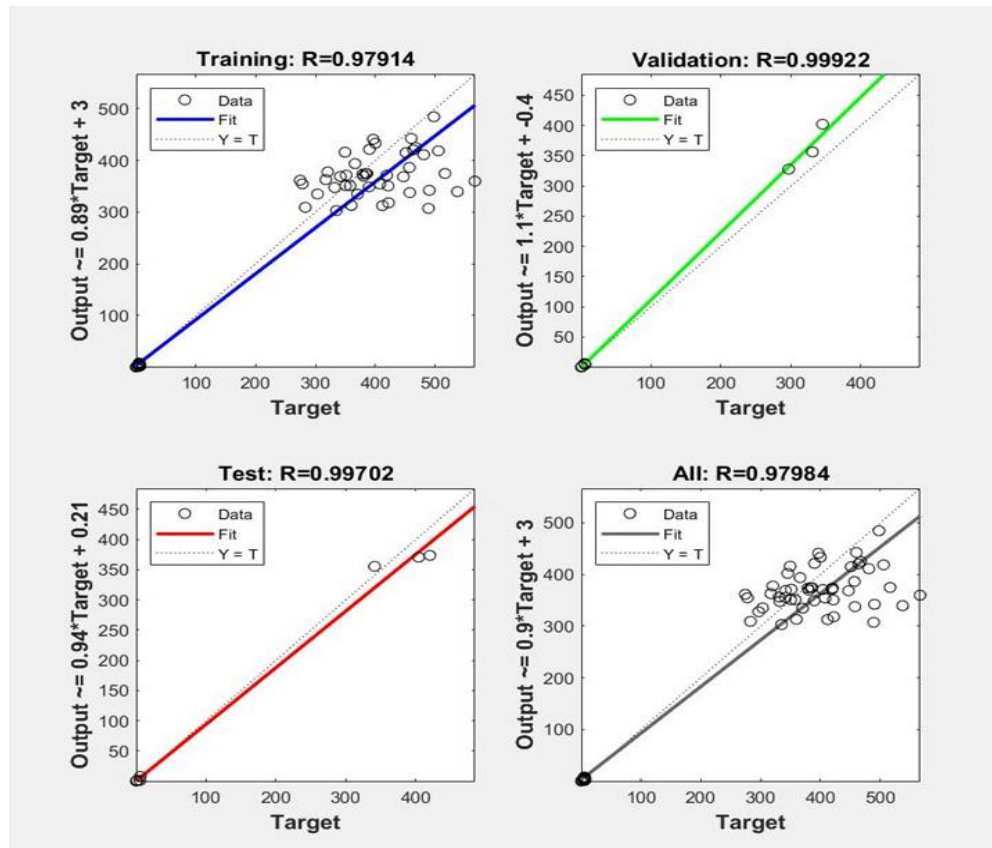 Training: R=0.97914
Output ~= 0.89*Target + 3
Data
Fit
Y = T
500
400
300
200
100
100 200 300 400 500
Target
Validation: R=0.99922
Output ~= 1.1*Target + -0.4
Data
Fit
Y = T
450
400
350
300
250
200
150
100
50
100 200 300 400
Target
Test: R=0.99702
Output ~= 0.94*Target + 0.21
Data
Fit
Y = T
450
400
350
300
250
200
150
100
50
100 200 300 400
Target
All: R=0.97984
Output ~= 0.9*Target + 3
Data
Fit
Y = T
500
400
300
200
100
100 200 300 400 500
Target